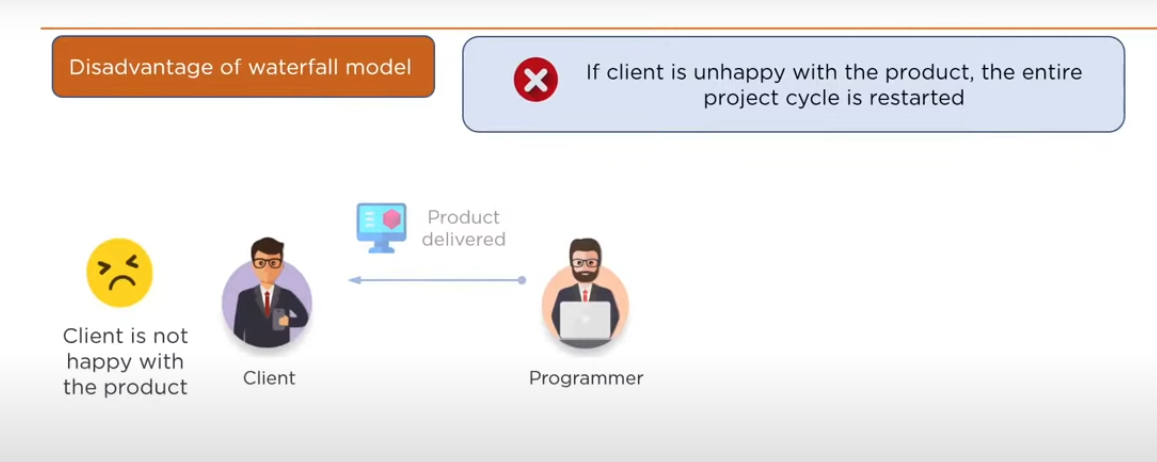 Disadvantage of waterfall model
If client is unhappy with the product, the entire
project cycle is restarted
Product
delivered
Client is not
happy with
the product
Client
Programmer